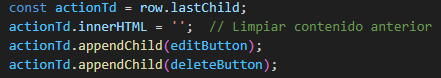 const actionTd = row.lastChild;
actionTd.innerHTML = ''; // Limpiar contenido anterior
actionTd.appendChild(editButton);
actionTd.appendChild(deleteButton);